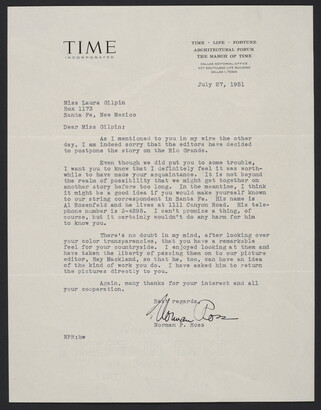 TIME
INCORPORATED
TIME - LIFE - FORTUNE
ARCHITECTURAL FORUM
THE MARCH OF TIME
DALLAS EDITORIAL OFFICE
DALLAS 1, TEXAS
July 27, 1951
Miss Laura Gilpin
Box 1173
Santa Fe, New Mexico
Dear Miss Gilpin:
As I mentioned to you in my wire the other
day, I am indeed sorry that the editors have decided
to postpone the story on the Rio Grande.
Even though we did put you to some trouble,
I want you to know that I definitely feel it was worth-
while to have made your acquaintance. It is not beyond
the realm of possibility that we might get together on
another story before too long. In the meantime, I think
it might be a good idea if you would make yourself known
to our string correspondent in Santa Fe. His name is
Al Rosenfeld and he lives at 1111 Canyon Road. His tele-
phone number is 2-4298. I can't promise a thing, of
course, but it certainly wouldn't do any harm for him
to know you.
There's no doubt in my mind, after looking over
your color transparencies, that you have a remarkable
feel for your countryside. I enjoyed looking at them and
have taken the liberty of passing them on to our picture
editor, Ray Mackland, so that he, too, can have an idea
of the kind of work you do. I have asked him to return
the pictures directly to you.
Again, many thanks for your interest and all
your cooperation.
Best regards,
Norman Ross
Norman P. Ross
NPR:bw